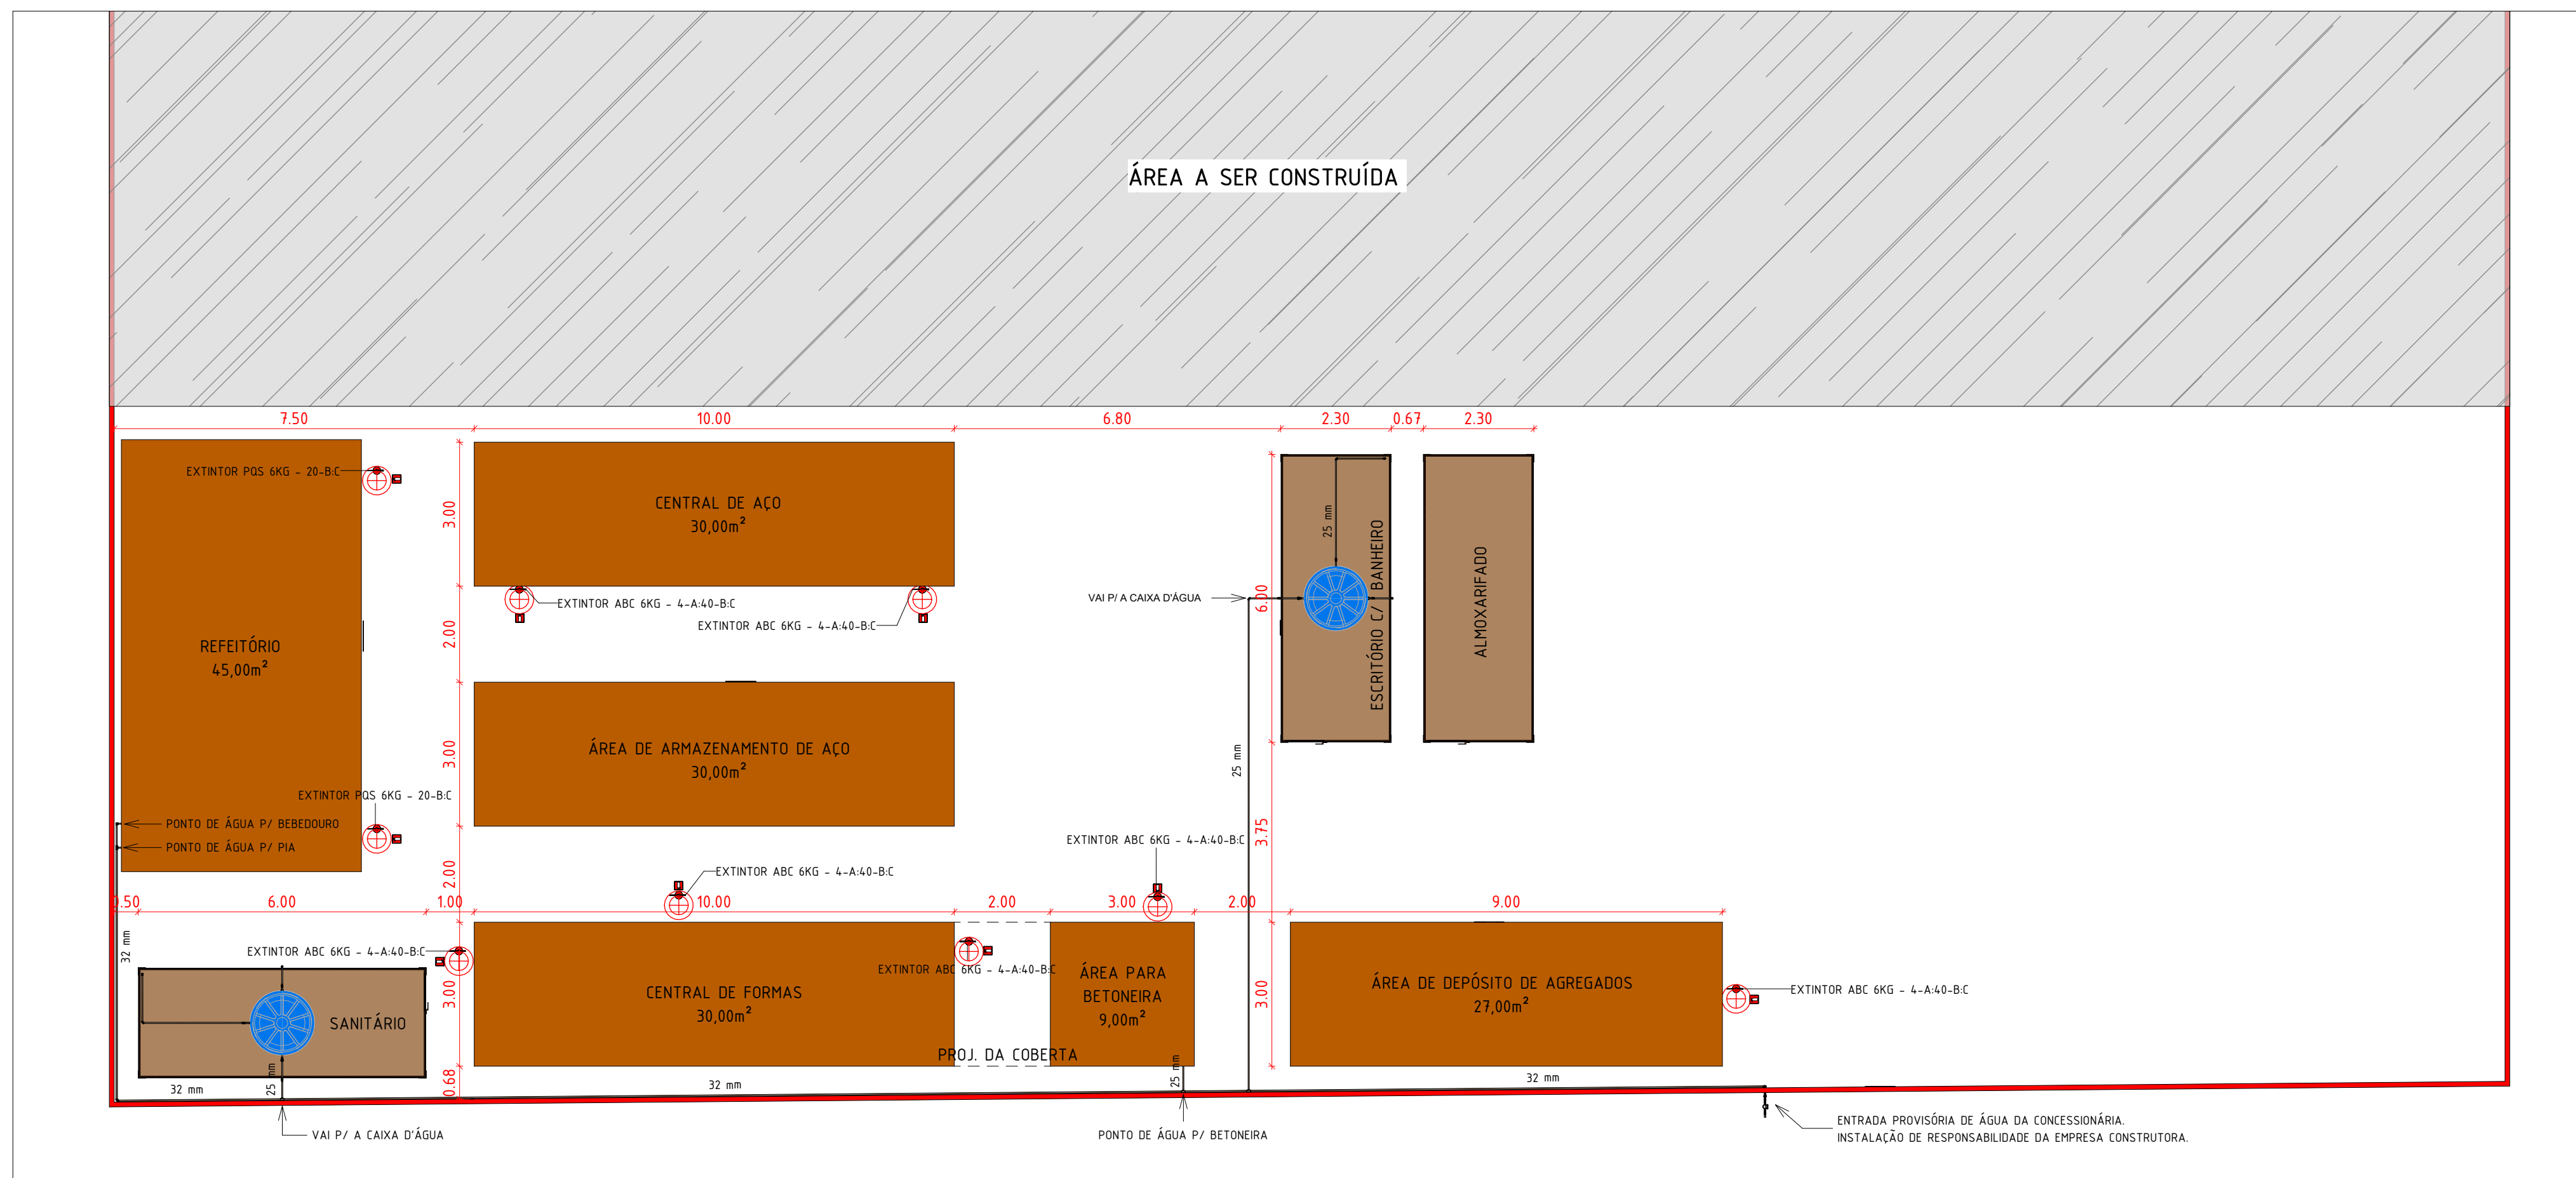 ÁREA A SER CONSTRUÍDA
7.50
10.00
6.80
2.30
0.67
2.30
EXTINTOR PQS 6KG - 20-B:C
3.00
CENTRAL DE AÇO
30,00m²
25 mm
ESCRITÓRIO C/ BANHEIRO
ALMOXARIFADO
EXTINTOR ABC 6KG - 4-A:40-B:C
VAI P/ A CAIXA D'ÁGUA
6.00
EXTINTOR ABC 6KG - 4-A:40-B:C
2.00
REFEITÓRIO
45,00m²
ÁREA DE ARMAZENAMENTO DE AÇO
30,00m²
3.00
25 mm
EXTINTOR PQS 6KG - 20-B:C
PONTO DE ÁGUA P/ BEBEDOURO
PONTO DE ÁGUA P/ PIA
3.75
EXTINTOR ABC 6KG - 4-A:40-B:C
2.00
EXTINTOR ABC 6KG - 4-A:40-B:C
0.50
6.00
1.00
10.00
2.00
3.00
2.00
9.00
32 mm
EXTINTOR ABC 6KG - 4-A:40-B:C
EXTINTOR ABC 6KG - 4-A:40-B:C
ÁREA PARA
BETONEIRA
9,00m²
CENTRAL DE FORMAS
30,00m²
3.00
3.00
ÁREA DE DEPÓSITO DE AGREGADOS
27,00m²
EXTINTOR ABC 6KG - 4-A:40-B:C
SANITÁRIO
PROJ. DA COBERTA
32 mm
25 mm
0.68
32 mm
25 mm
32 mm
VAI P/ A CAIXA D'ÁGUA
PONTO DE ÁGUA P/ BETONEIRA
ENTRADA PROVISÓRIA DE ÁGUA DA CONCESSIONÁRIA.
INSTALAÇÃO DE RESPONSABILIDADE DA EMPRESA CONSTRUTORA.